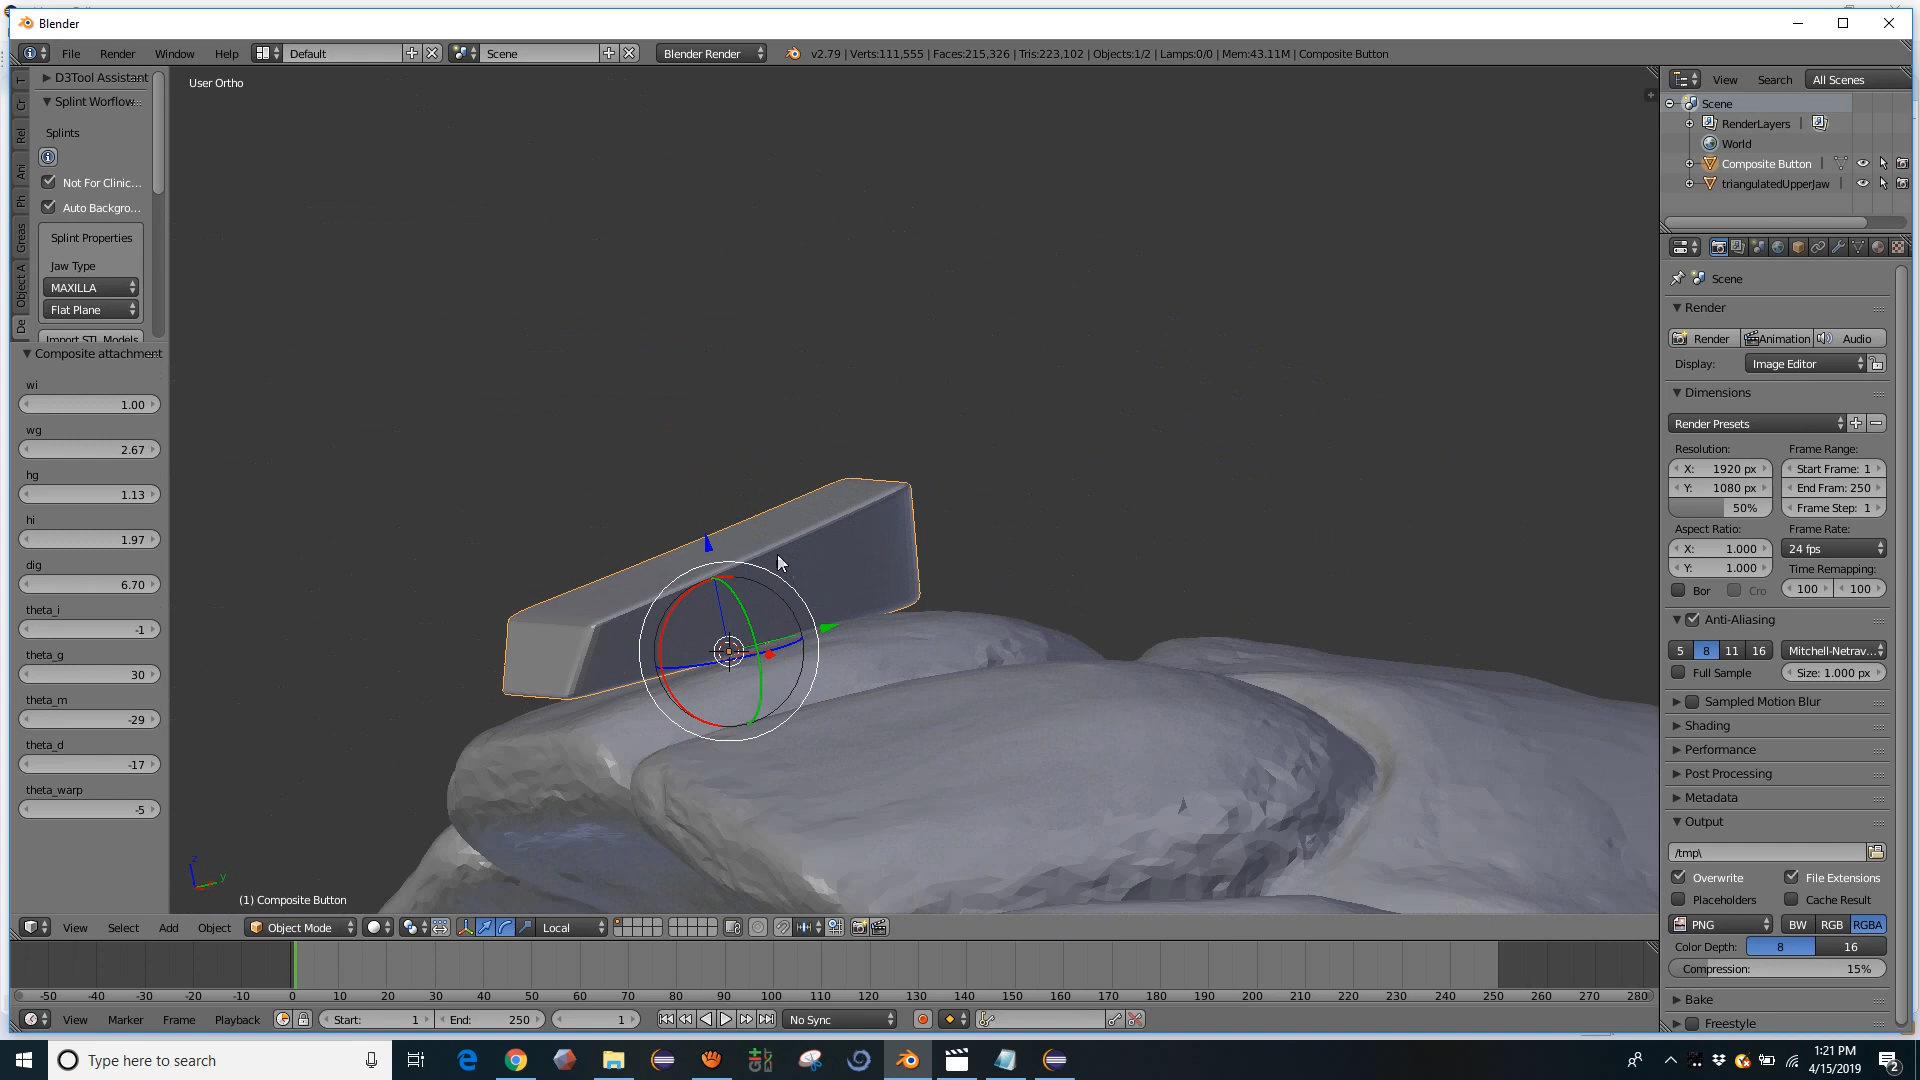 Blender
File Render Window Help Default Scene Blender Render v2.79 | Verts:111,555 | Faces:215,326 | Tris:223,102 | Objects:1/2 | Lamps:0/0 | Mem:43.11M | Composite Button
D3Tool Assistant
Splint Worflow
Splints
Not For Clinic...
Auto Backgro...
Splint Properties
Jaw Type
MAXILLA
Flat Plane
Import STL Models
T
Cr
Rel
Ani
Ph
Greas
Object A
De
Composite attachment
wi
1.00
wg
2.67
hg
1.13
hi
1.97
dig
6.70
theta_i
-1
theta_g
30
theta_m
-29
theta_d
-17
theta_warp
-5
User Ortho
z
y
(1) Composite Button
View Select Add Object Object Mode Local
-50 -40 -30 -20 -10 0 10 20 30 40 50 60 70 80 90 100 110 120 130 140 150 160 170 180 190 200 210 220 230 240 250 260 270 280
View Marker Frame Playback Start: 1 End: 250 1 No Sync
View Search All Scenes
Scene
RenderLayers |
World
Composite Button
triangulatedUpperJaw |
Scene
Render
Render Animation Audio
Display: Image Editor
Dimensions
Render Presets
Resolution: Frame Range:
X: 1920 px Start Frame: 1
Y: 1080 px End Fram: 250
50% Frame Step: 1
Aspect Ratio: Frame Rate:
X: 1.000 24 fps
Y: 1.000 Time Remapping:
Bor Cro 100 100
Anti-Aliasing
5 8 11 16 Mitchell-Netrav...
Full Sample Size: 1.000 px
Sampled Motion Blur
Shading
Performance
Post Processing
Metadata
Output
/tmp\
Overwrite File Extensions
Placeholders Cache Result
PNG BW RGB RGBA
Color Depth: 8 16
Compression: 15%
Bake
Freestyle
Type here to search
1:21 PM
4/15/2019
2